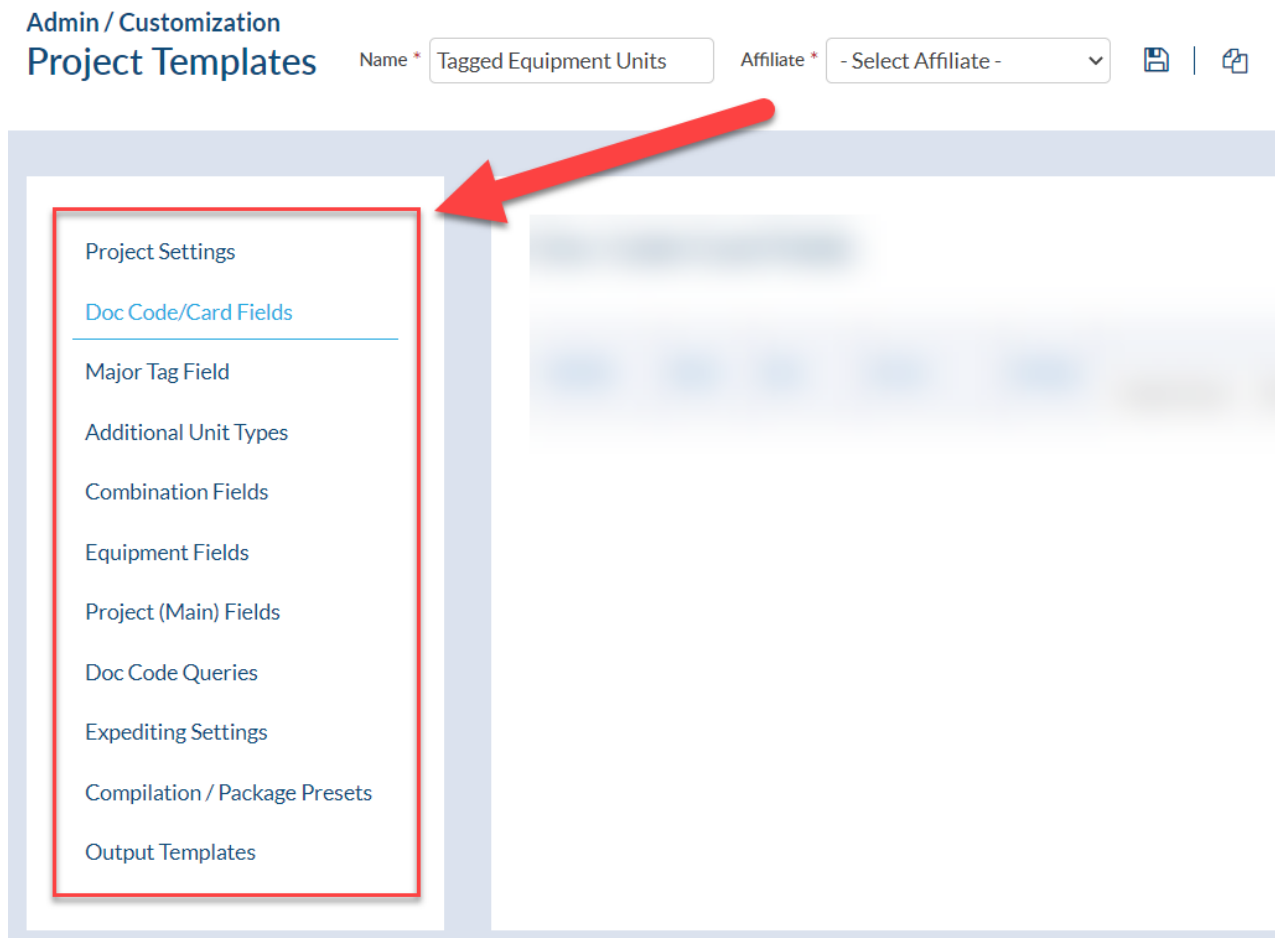 Admin / Customization
Project Templates Name * Tagged Equipment Units Affiliate * - Select Affiliate -
Project Settings
Doc Code/Card Fields
Major Tag Field
Additional Unit Types
Combination Fields
Equipment Fields
Project (Main) Fields
Doc Code Queries
Expediting Settings
Compilation / Package Presets
Output Templates